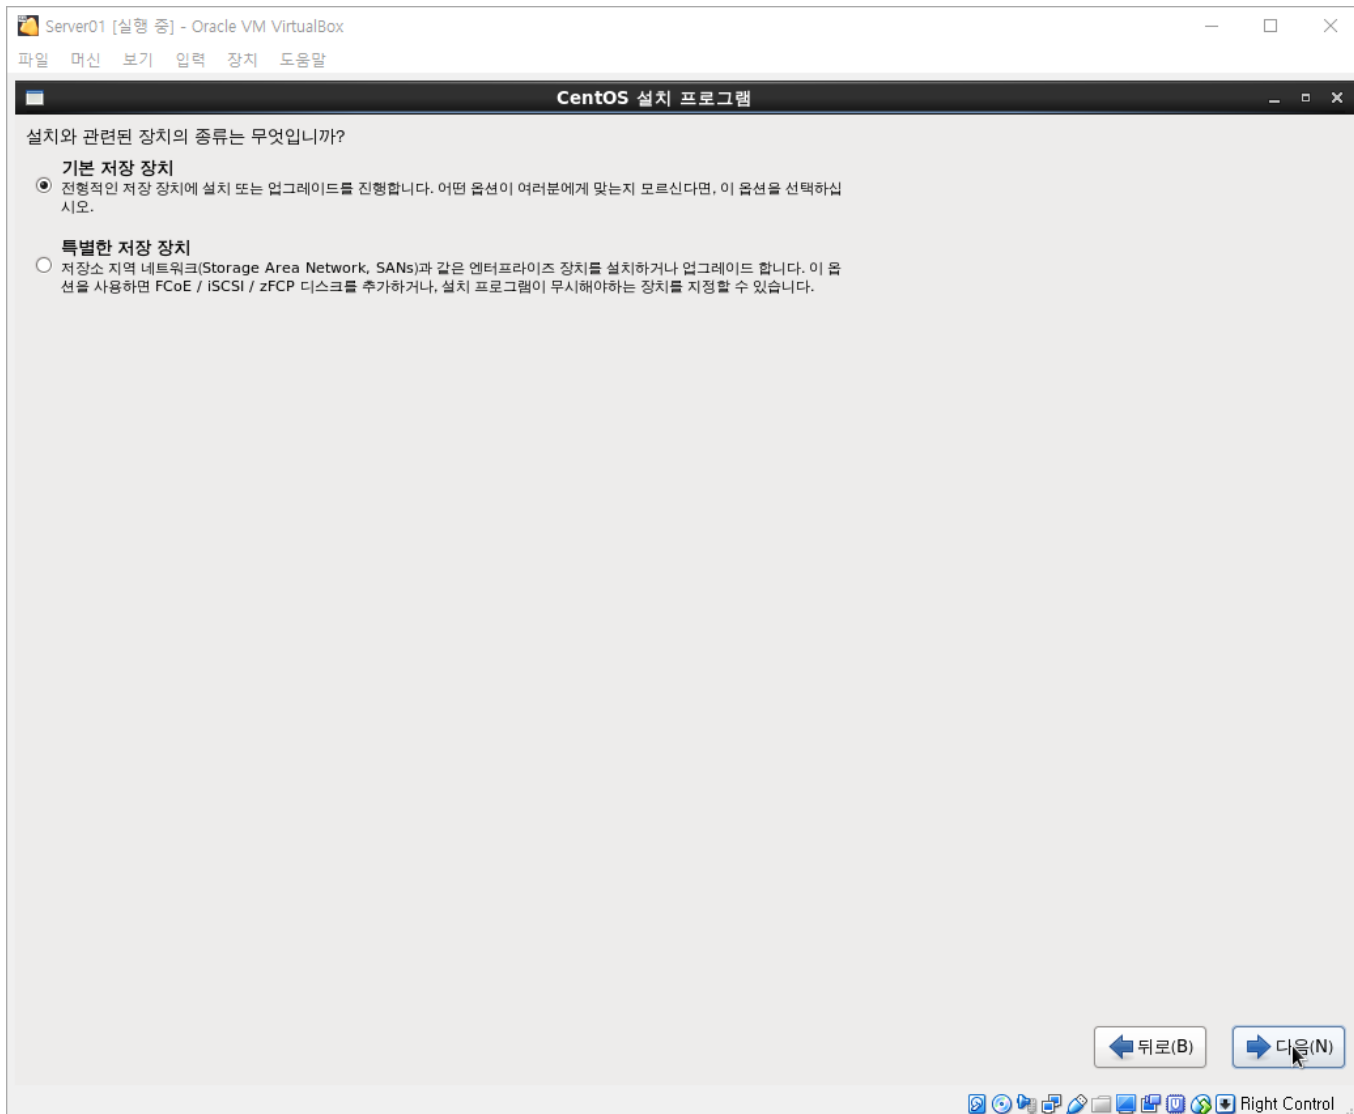 Server01 [실행 중] - Oracle VM VirtualBox
파일 머신 보기 입력 장치 도움말
CentOS 설치 프로그램
설치와 관련된 장치의 종류는 무엇입니까?
기본 저장 장치
전형적인 저장 장치에 설치 또는 업그레이드를 진행합니다. 어떤 옵션이 여러분에게 맞는지 모르신다면, 이 옵션을 선택하십
시오.
특별한 저장 장치
저장소 지역 네트워크(Storage Area Network, SANs)과 같은 엔터프라이즈 장치를 설치하거나 업그레이드 합니다. 이 옵
션을 사용하면 FCoE / iSCSI / zFCP 디스크를 추가하거나, 설치 프로그램이 무시해야하는 장치를 지정할 수 있습니다.
뒤로(B) 다음(N)
Right Control